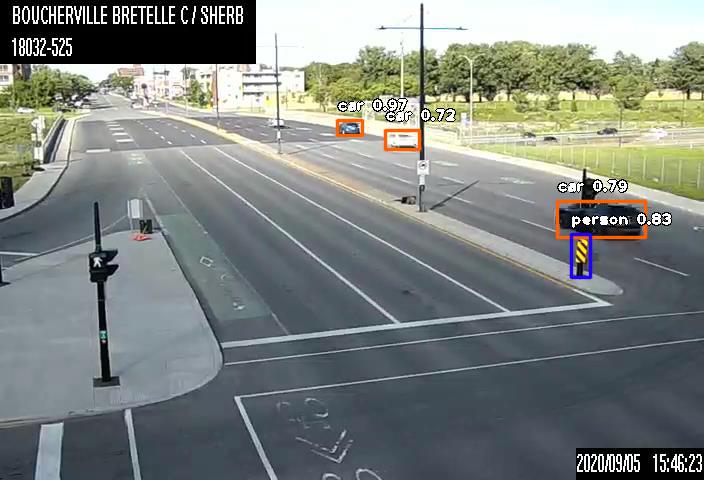 BOUCHERVILLE BRETELLE C / SHERB
18032-525
car 0.97
car 0.72
car 0.79
person 0.83
2020/09/05 15:46:23